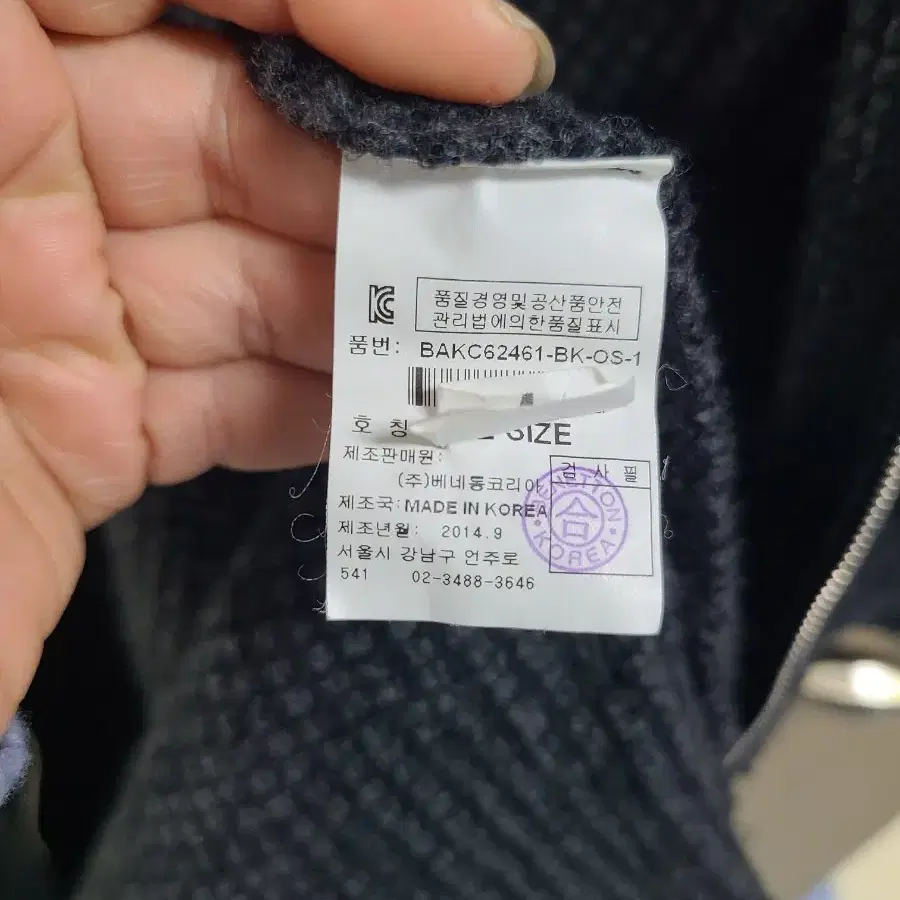 품질경영및공산품안전
관리법에의한품질표시
품번: BAKC62461-BK-OS-1
호 칭 SIZE
제조판매원:
(주)베네통코리아
검 사 필
제조국: MADE IN KOREA
BENETTON
合
KOREA
제조년월: 2014.9
서울시 강남구 언주로
541 02-3488-3646